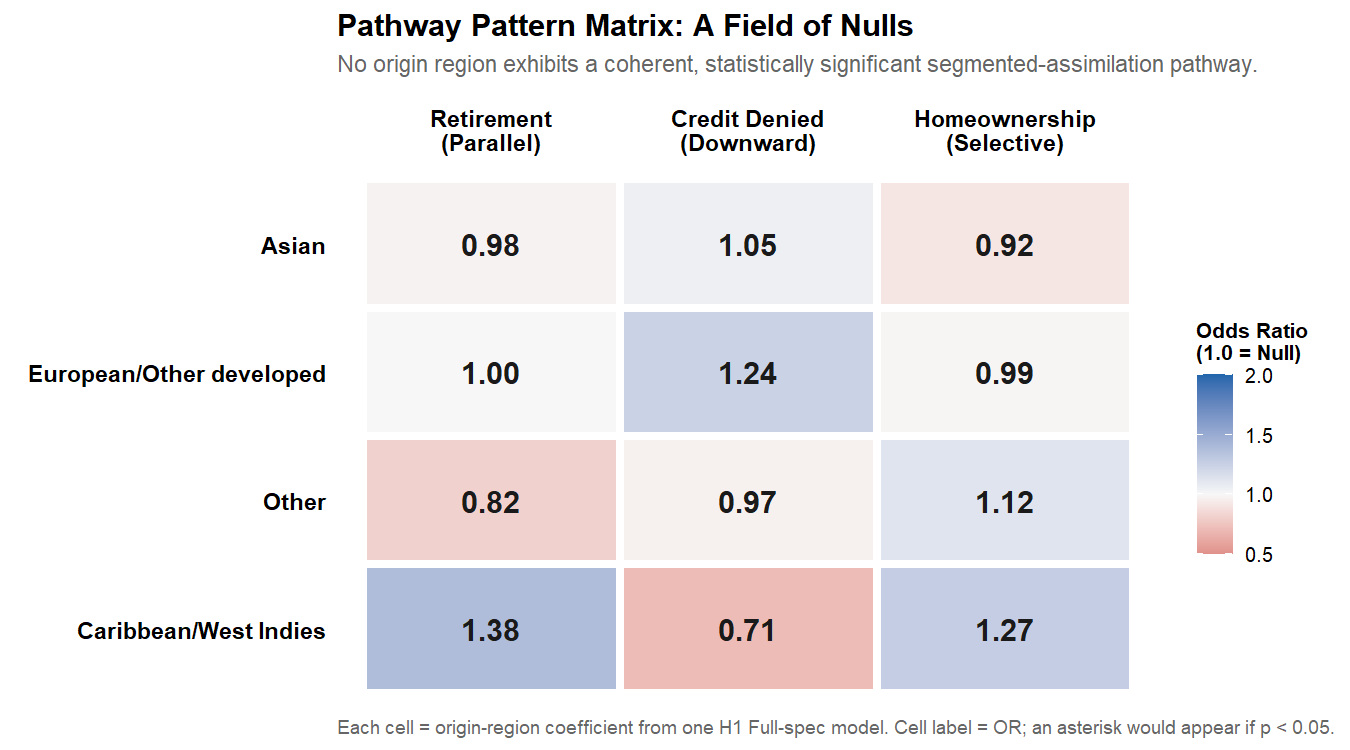 Pathway Pattern Matrix: A Field of Nulls
No origin region exhibits a coherent, statistically significant segmented-assimilation pathway.
Retirement
(Parallel)
Credit Denied
(Downward)
Homeownership
(Selective)
Asian
0.98
1.05
0.92
European/Other developed
1.00
1.24
0.99
Other
0.82
0.97
1.12
Caribbean/West Indies
1.38
0.71
1.27
Odds Ratio
(1.0 = Null)
2.0
1.5
1.0
0.5
Each cell = origin-region coefficient from one H1 Full-spec model. Cell label = OR; an asterisk would appear if p < 0.05.